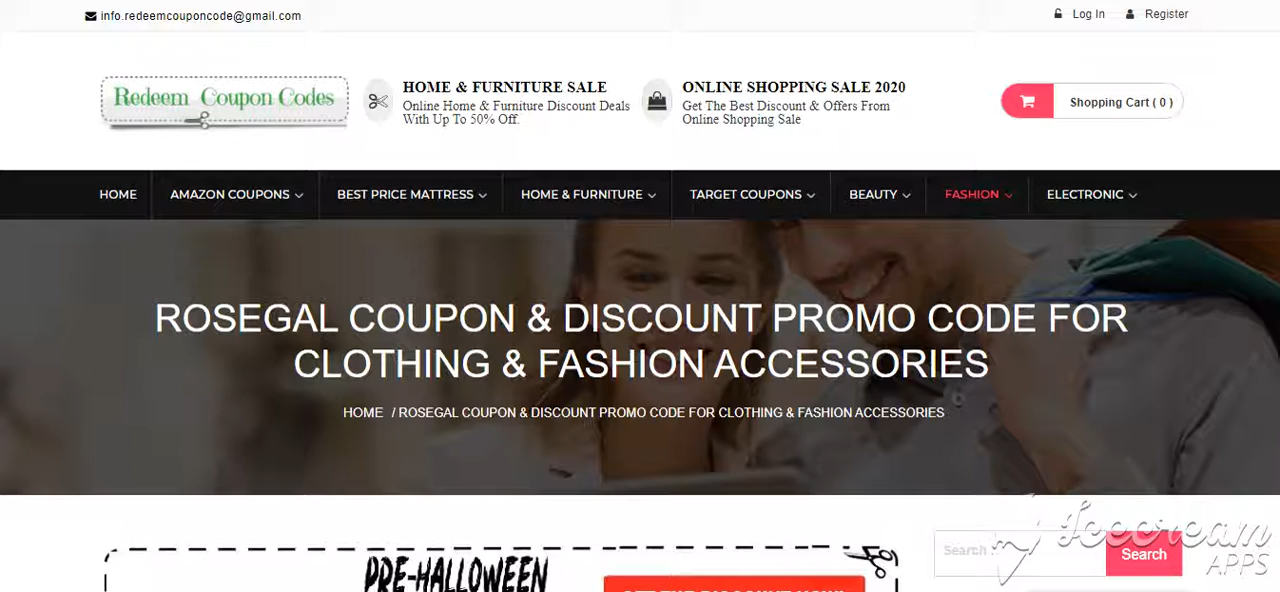 info.redeemcouponcode@gmail.com
Log In
Register
Redeem Coupon Codes
HOME & FURNITURE SALE
Online Home & Furniture Discount Deals
With Up To 50% Off.
ONLINE SHOPPING SALE 2020
Get The Best Discount & Offers From
Online Shopping Sale
Shopping Cart ( 0 )
HOME
AMAZON COUPONS
BEST PRICE MATTRESS
HOME & FURNITURE
TARGET COUPONS
BEAUTY
FASHION
ELECTRONIC
ROSEGAL COUPON & DISCOUNT PROMO CODE FOR
CLOTHING & FASHION ACCESSORIES
HOME / ROSEGAL COUPON & DISCOUNT PROMO CODE FOR CLOTHING & FASHION ACCESSORIES
PRE-HALLOWEEN
GET THE DISCOUNT NOW!
Search ...
Search
Icecream
APPS